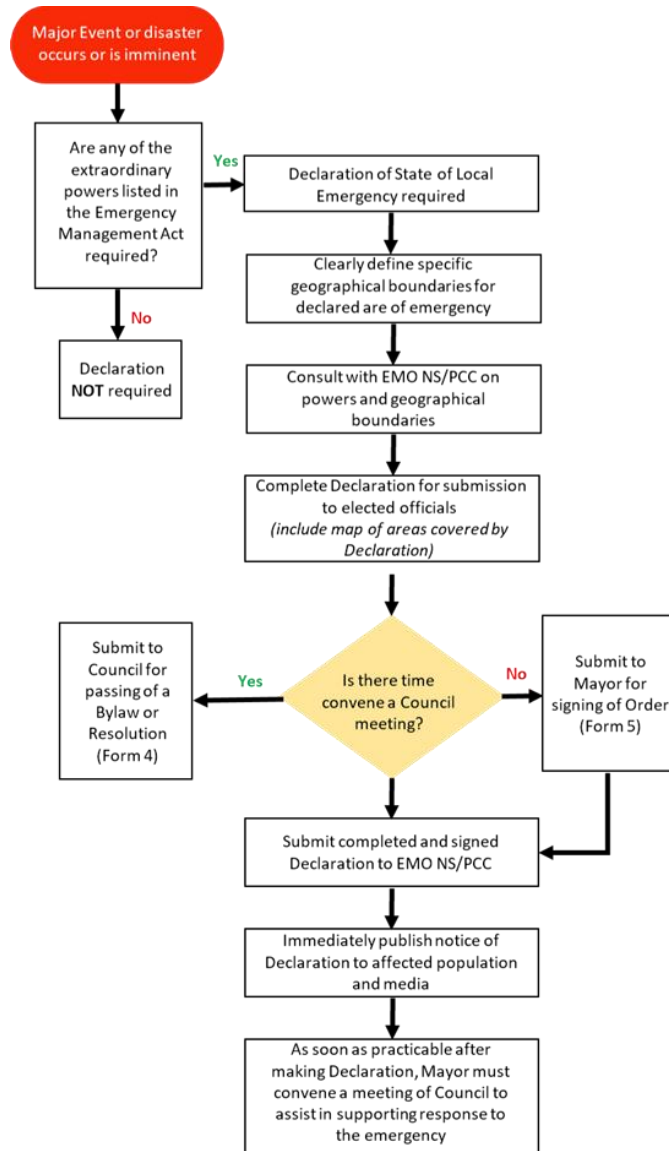 Major Event or disaster
occurs or is imminent
Are any of the
extraordinary
powers listed in
the Emergency
Management Act
required?
Yes
Declaration of State of Local
Emergency required
No
Declaration
NOT required
Clearly define specific
geographical boundaries for
declared are of emergency
Consult with EMO NS/PCC on
powers and geographical
boundaries
Complete Declaration for submission
to elected officials
(include map of areas covered by
Declaration)
Is there time
convene a Council
meeting?
Yes
Submit to
Council for
passing of a
Bylaw or
Resolution
(Form 4)
No
Submit to
Mayor for
signing of Order
(Form 5)
Submit completed and signed
Declaration to EMO NS/PCC
Immediately publish notice of
Declaration to affected population
and media
As soon as practicable after
making Declaration, Mayor must
convene a meeting of Council to
assist in supporting response to
the emergency